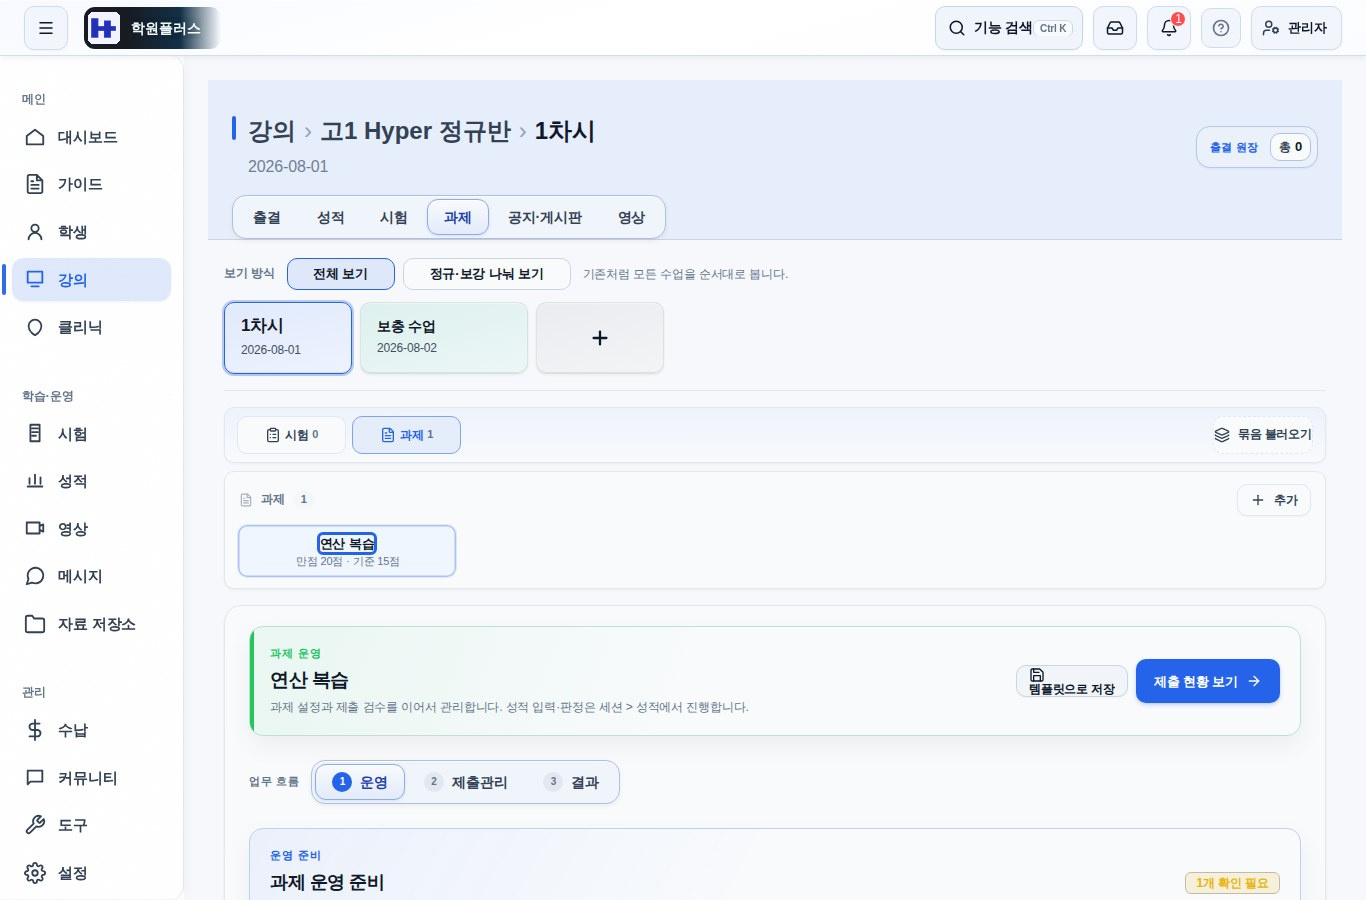 학원플러스
기능 검색 Ctrl K
1
관리자
메인
대시보드
가이드
학생
강의
클리닉
학습·운영
시험
성적
영상
메시지
자료 저장소
관리
수납
커뮤니티
도구
설정
강의 › 고1 Hyper 정규반 › 1차시
2026-08-01
출결 원장 총 0
출결 성적 시험 과제 공지·게시판 영상
보기 방식 전체 보기 정규·보강 나눠 보기 기존처럼 모든 수업을 순서대로 봅니다.
1차시
2026-08-01
보충 수업
2026-08-02
시험 0 과제 1 묶음 불러오기
과제 1 추가
연산 복습
만점 20점 · 기준 15점
과제 운영
연산 복습
과제 설정과 제출 검수를 이어서 관리합니다. 성적 입력·판정은 세션 > 성적에서 진행합니다.
템플릿으로 저장
제출 현황 보기
업무 흐름 1 운영 2 제출관리 3 결과
운영 준비
과제 운영 준비
1개 확인 필요